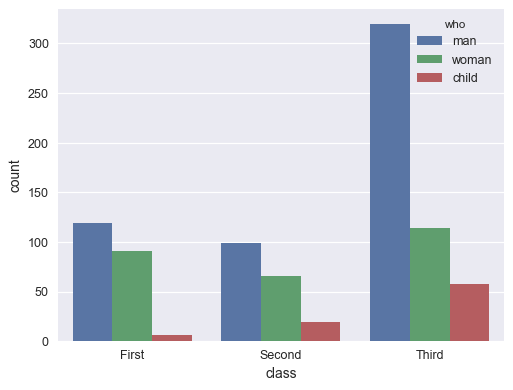 who
man
woman
child
300
250
200
150
100
50
0
count
First Second Third
class